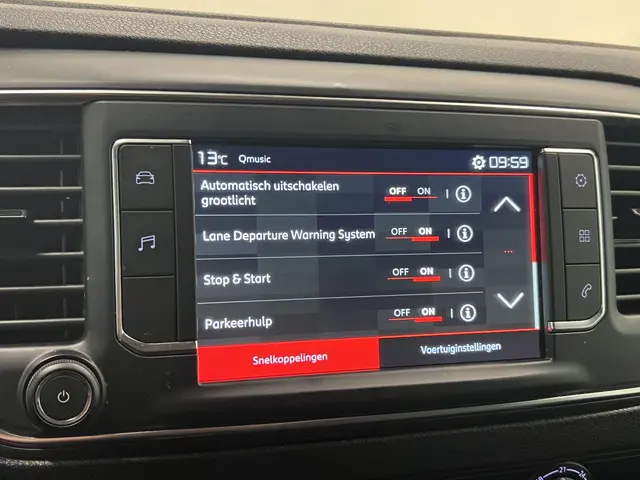 13°C Qmusic 09:59
Automatisch uitschakelen
grootlicht OFF ON
Lane Departure Warning System OFF ON
Stop & Start OFF ON
Parkeerhulp OFF ON
Snelkoppelingen Voertuiginstellingen
21